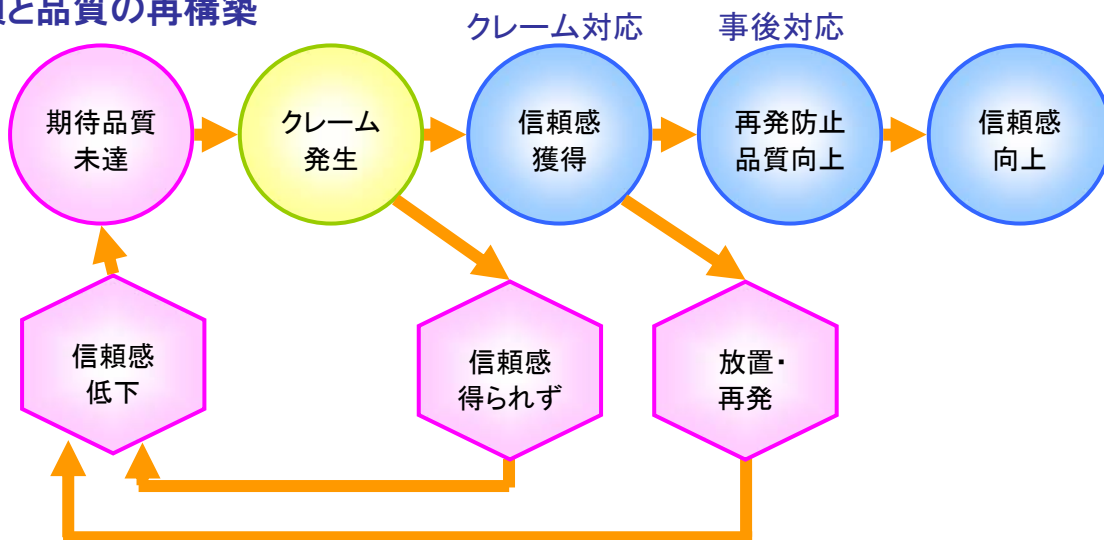 と品質の再構築
クレーム対応
事後対応
期待品質
未達
クレーム
発生
信頼感
獲得
再発防止
品質向上
信頼感
向上
信頼感
低下
信頼感
得られず
放置・
再発